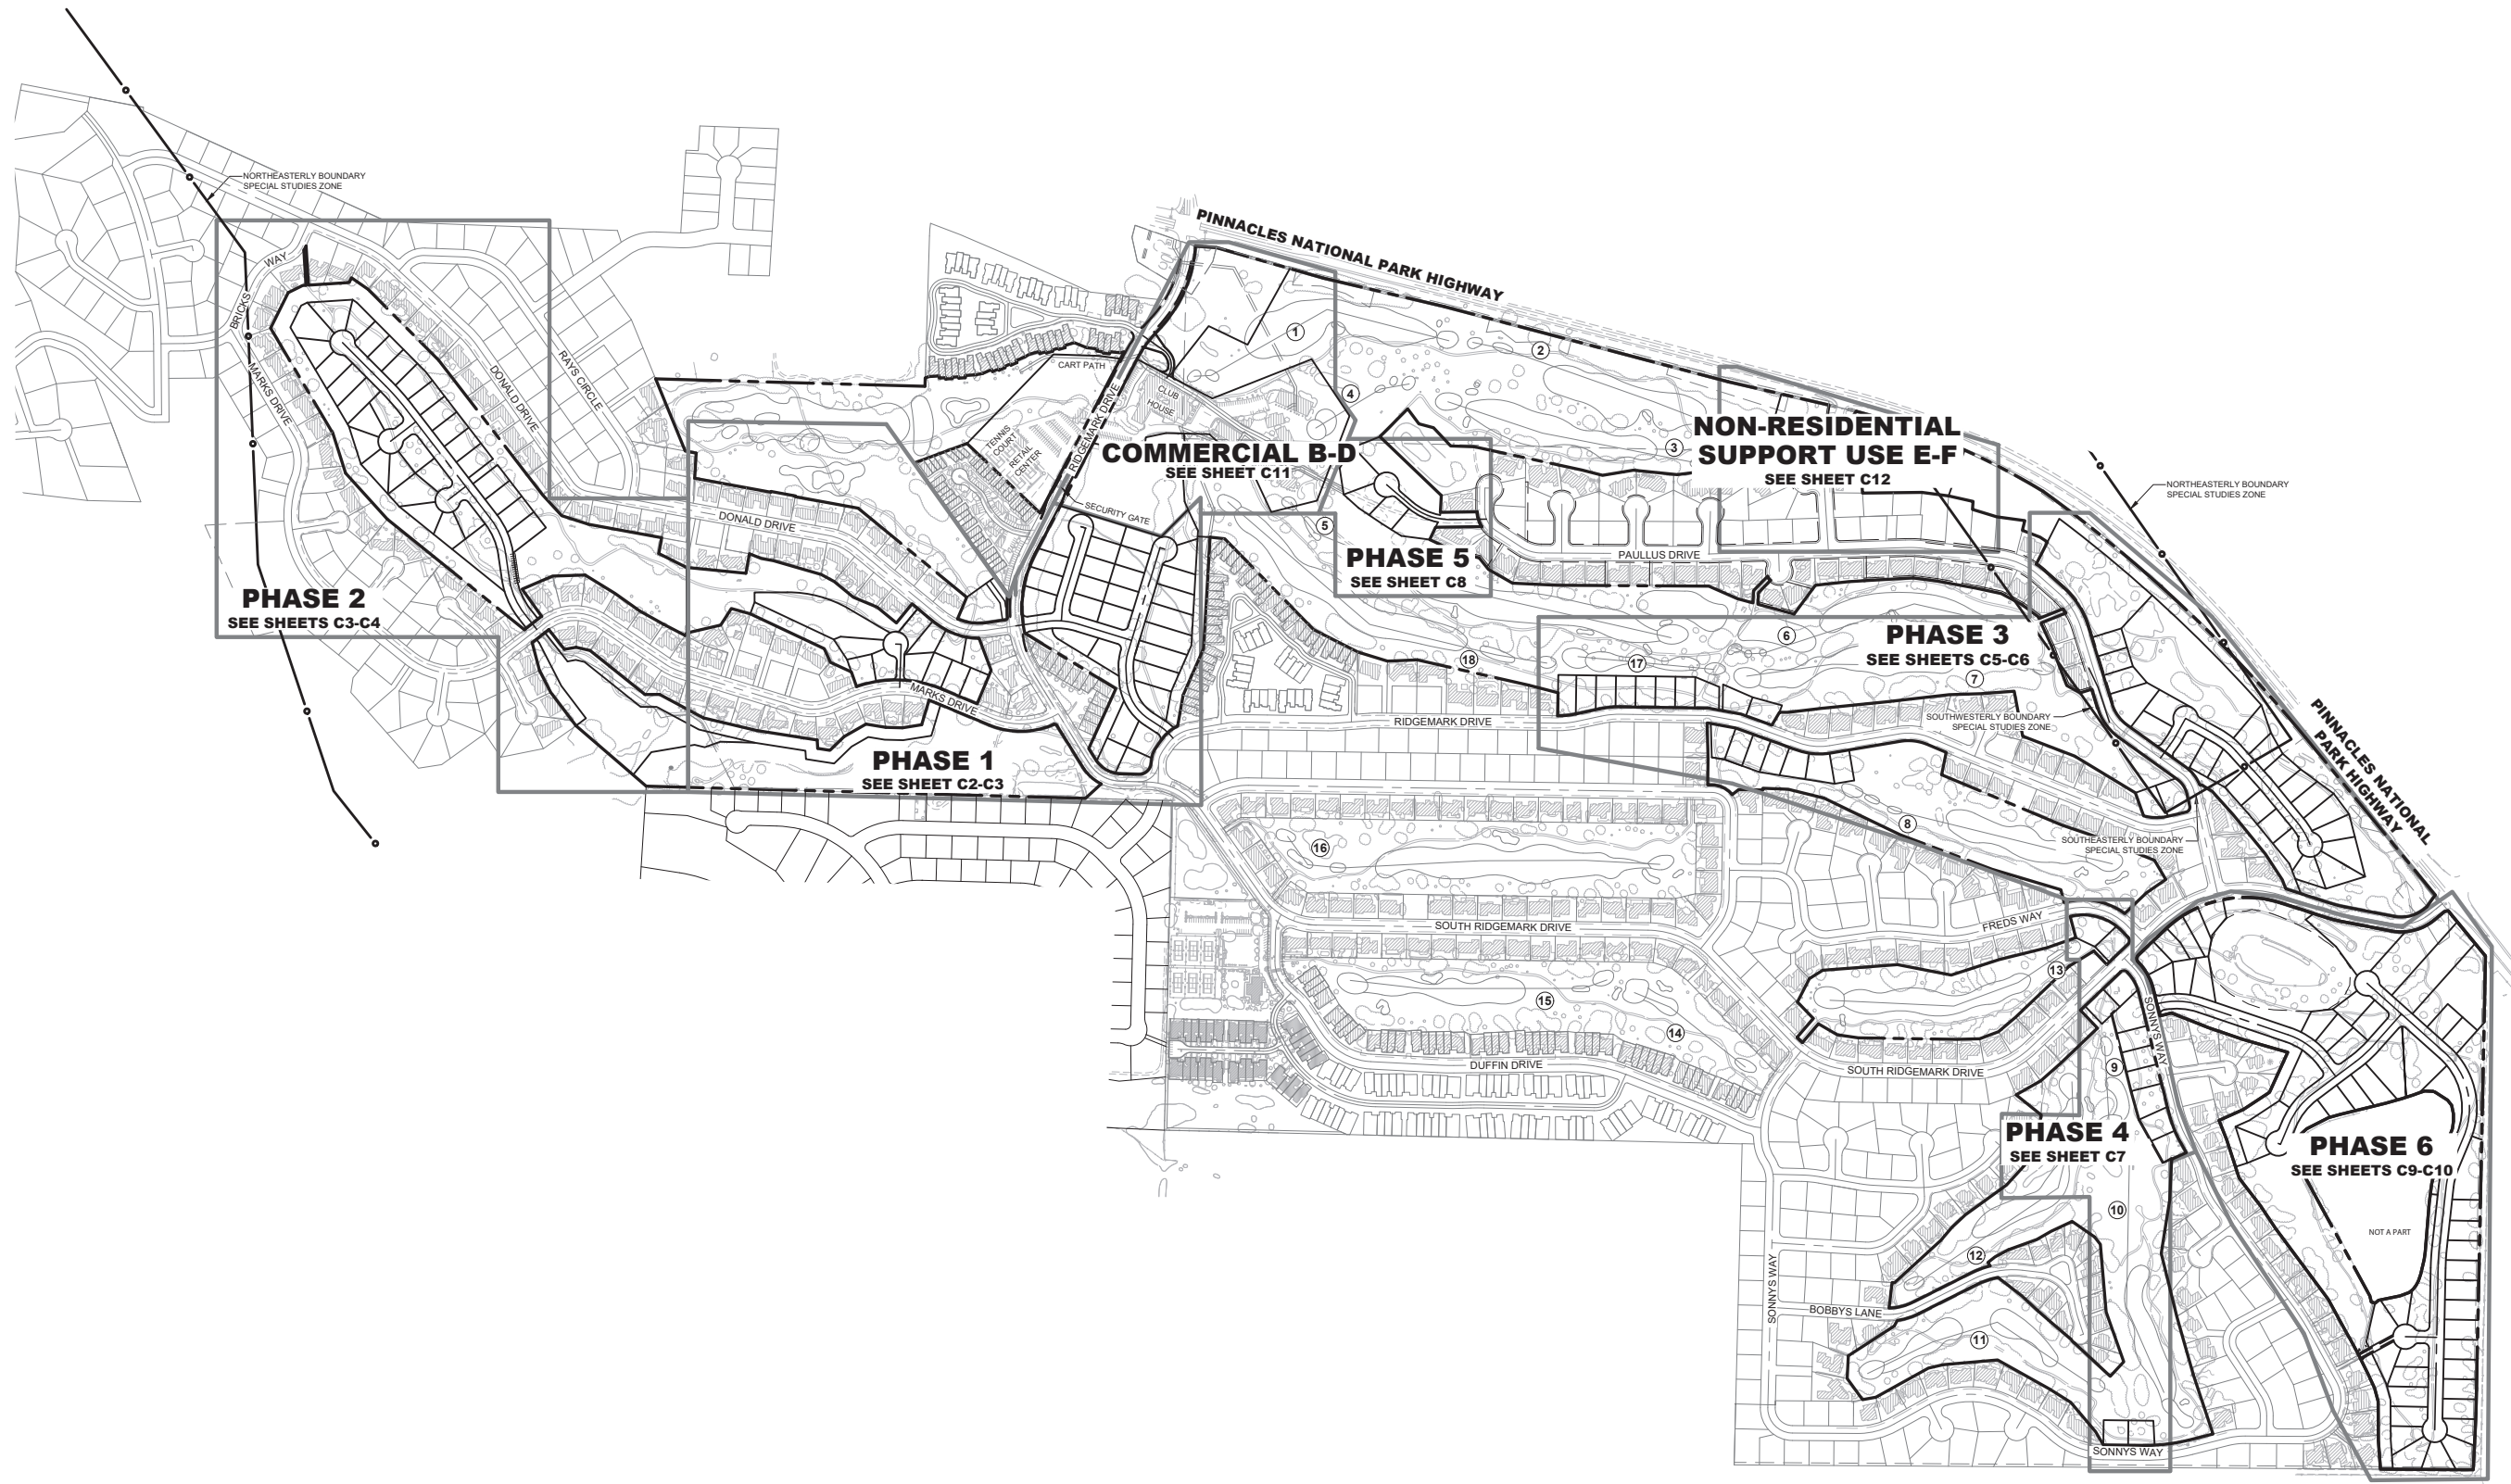 PINNACLES NATIONAL PARK HIGHWAY
NORTHEASTERLY BOUNDARY
SPECIAL STUDIES ZONE
BRICKS
WAY
MARKS DRIVE
DONALD DRIVE
RAYS CIRCLE
CART PATH
CLUB
HOUSE
RIDGEMARK DRIVE
TENNIS
COURT
RETAIL
CENTER
1
2
3
4
5
COMMERCIAL B-D
SEE SHEET C11
NON-RESIDENTIAL
SUPPORT USE E-F
SEE SHEET C12
NORTHEASTERLY BOUNDARY
SPECIAL STUDIES ZONE
SECURITY GATE
DONALD DRIVE
PHASE 5
SEE SHEET C8
PAULLUS DRIVE
PHASE 2
SEE SHEETS C3-C4
PHASE 3
SEE SHEETS C5-C6
6
7
17
18
MARKS DRIVE
RIDGEMARK DRIVE
SOUTHWESTERLY BOUNDARY
SPECIAL STUDIES ZONE
PINNACLES NATIONAL
PARK HIGHWAY
PHASE 1
SEE SHEET C2-C3
8
16
SOUTHEASTERLY BOUNDARY
SPECIAL STUDIES ZONE
SOUTH RIDGEMARK DRIVE
FREDS WAY
13
15
14
SONNYS WAY
DUFFIN DRIVE
SOUTH RIDGEMARK DRIVE
9
PHASE 4
SEE SHEET C7
PHASE 6
SEE SHEETS C9-C10
10
NOT A PART
12
SONNYS WAY
BOBBYS LANE
11
SONNYS WAY